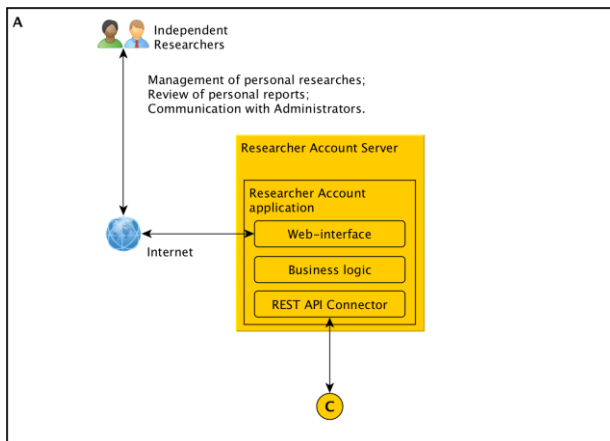 A
Independent
Researchers
Management of personal researches;
Review of personal reports;
Communication with Administrators.
Researcher Account Server
Researcher Account
application
Web-interface
Internet
Business logic
REST API Connector
C